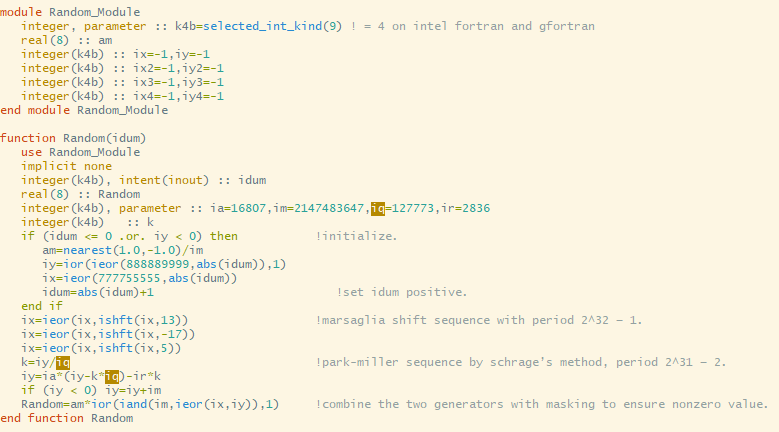 module Random_Module
integer, parameter :: k4b=selected_int_kind(9) ! = 4 on intel fortran and gfortran
real(8) :: am
integer(k4b) :: ix=-1,iy=-1
integer(k4b) :: ix2=-1,iy2=-1
integer(k4b) :: ix3=-1,iy3=-1
integer(k4b) :: ix4=-1,iy4=-1
end module Random_Module
function Random(idum)
use Random_Module
implicit none
integer(k4b), intent(inout) :: idum
real(8) :: Random
integer(k4b), parameter :: ia=16807,im=2147483647,iq=127773,ir=2836
integer(k4b)   :: k
if (idum <= 0 .or. iy < 0) then           !initialize.
am=nearest(1.0,-1.0)/im
iy=ior(ieor(888889999,abs(idum)),1)
ix=ieor(777755555,abs(idum))
idum=abs(idum)+1                          !set idum positive.
end if
ix=ieor(ix,ishft(ix,13))                  !marsaglia shift sequence with period 2^32 − 1.
ix=ieor(ix,ishft(ix,-17))
ix=ieor(ix,ishft(ix,5))
k=iy/iq                                   !park-miller sequence by schrage’s method, period 2^31 − 2.
iy=ia*(iy-k*iq)-ir*k
if (iy < 0) iy=iy+im
Random=am*ior(iand(im,ieor(ix,iy)),1)     !combine the two generators with masking to ensure nonzero value.
end function Random